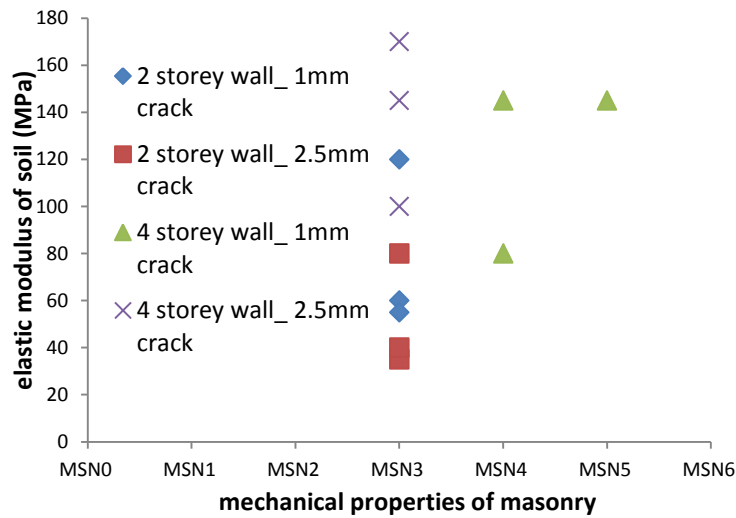 180
160
140
120
100
80
60
40
20
0
elastic modulus of soil (MPa)
2 storey wall_ 1mm
crack
2 storey wall_ 2.5mm
crack
4 storey wall_ 1mm
crack
4 storey wall_ 2.5mm
crack
MSN0 MSN1 MSN2 MSN3 MSN4 MSN5 MSN6
mechanical properties of masonry